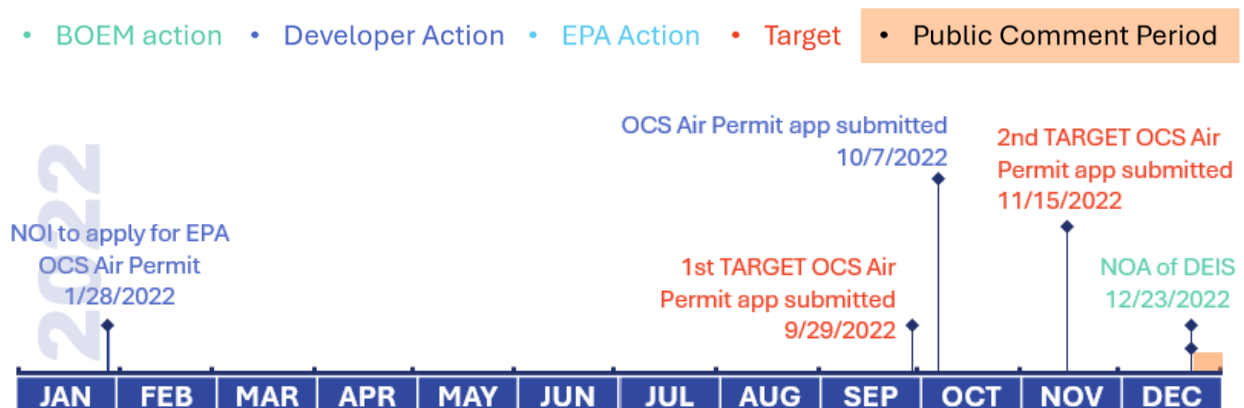 • BOEM action • Developer Action • EPA Action • Target • Public Comment Period
2022
NOI to apply for EPA
OCS Air Permit
1/28/2022
OCS Air Permit app submitted
10/7/2022
1st TARGET OCS Air
Permit app submitted
9/29/2022
2nd TARGET OCS Air
Permit app submitted
11/15/2022
NOA of DEIS
12/23/2022
JAN FEB MAR APR MAY JUN JUL AUG SEP OCT NOV DEC